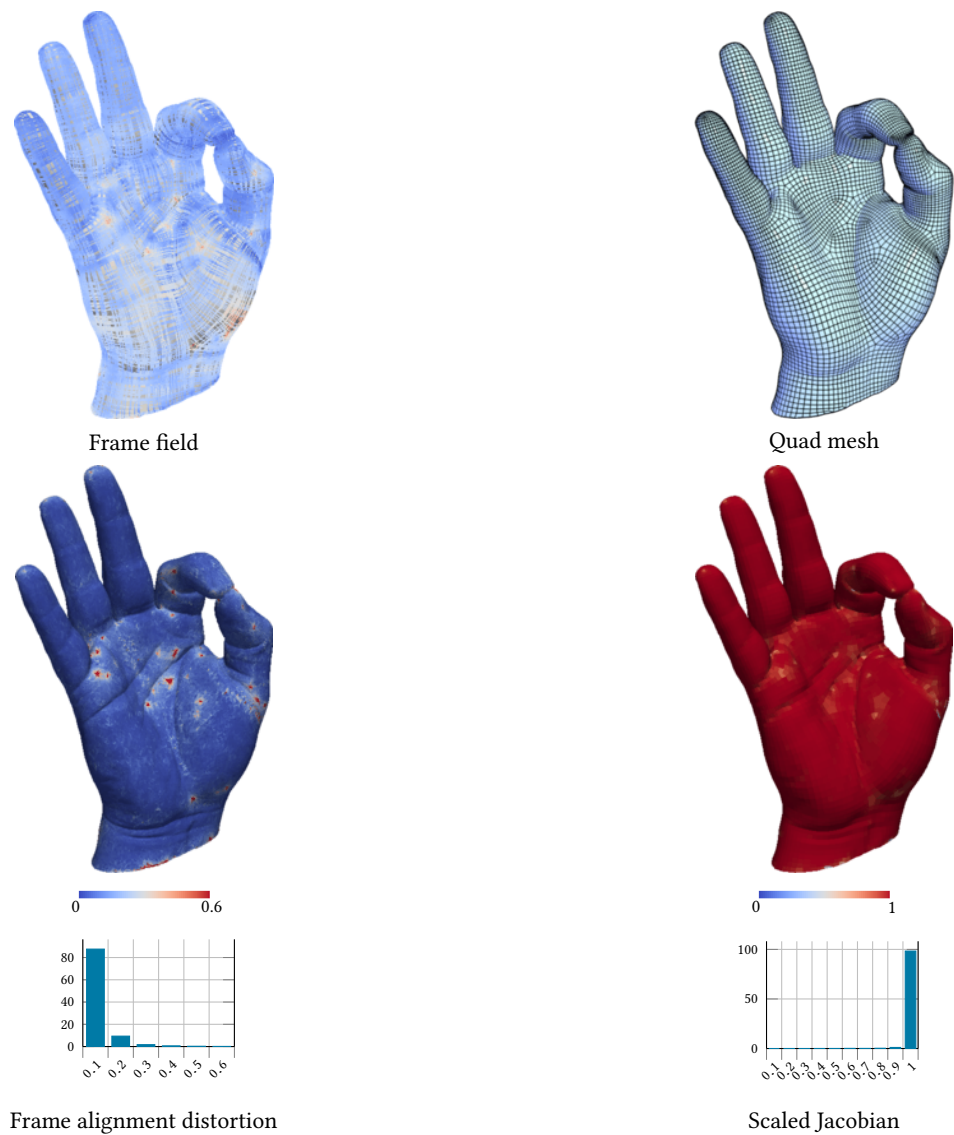 Frame field
Quad mesh
0
0.6
0
1
80
60
40
20
0
0.1 0.2 0.3 0.4 0.5 0.6
100
50
0
0.1 0.2 0.3 0.4 0.5 0.6 0.7 0.8 0.9 1
Frame alignment distortion
Scaled Jacobian